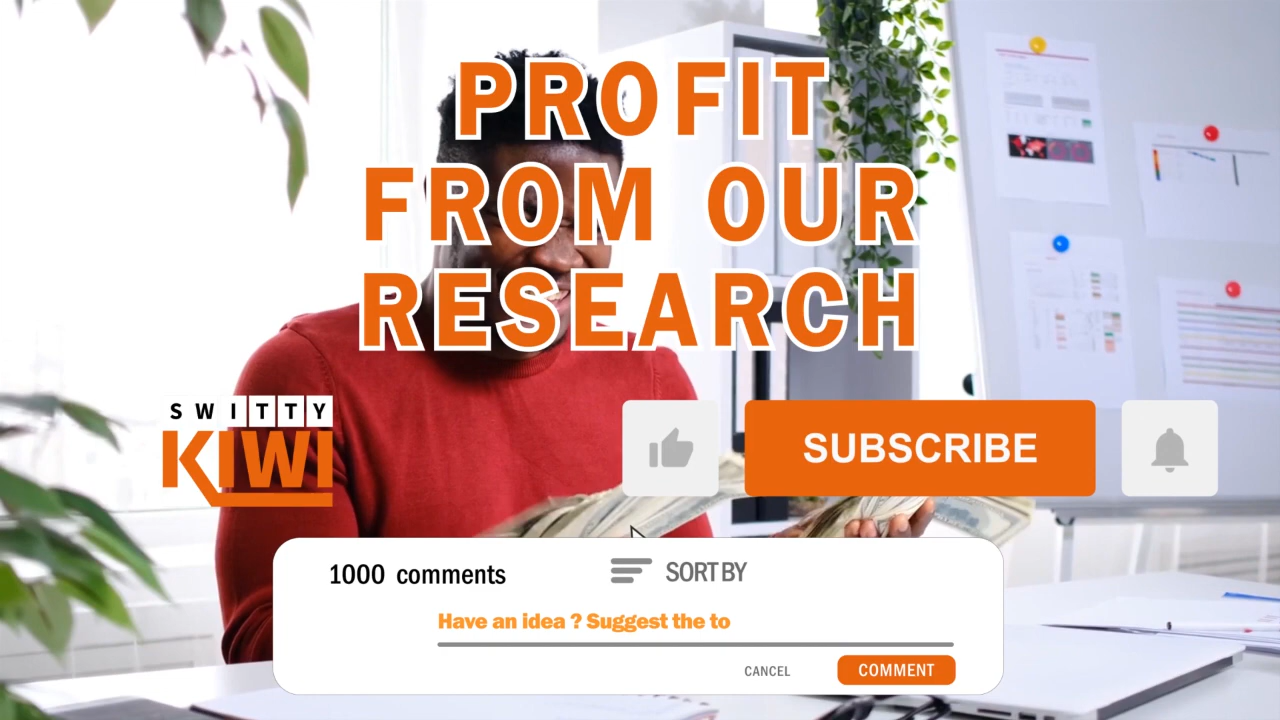 PROFIT
FROM OUR
RESEARCH
SWITTY
KIWI
SUBSCRIBE
1000 comments
SORT BY
Have an idea ? Suggest the to
CANCEL
COMMENT